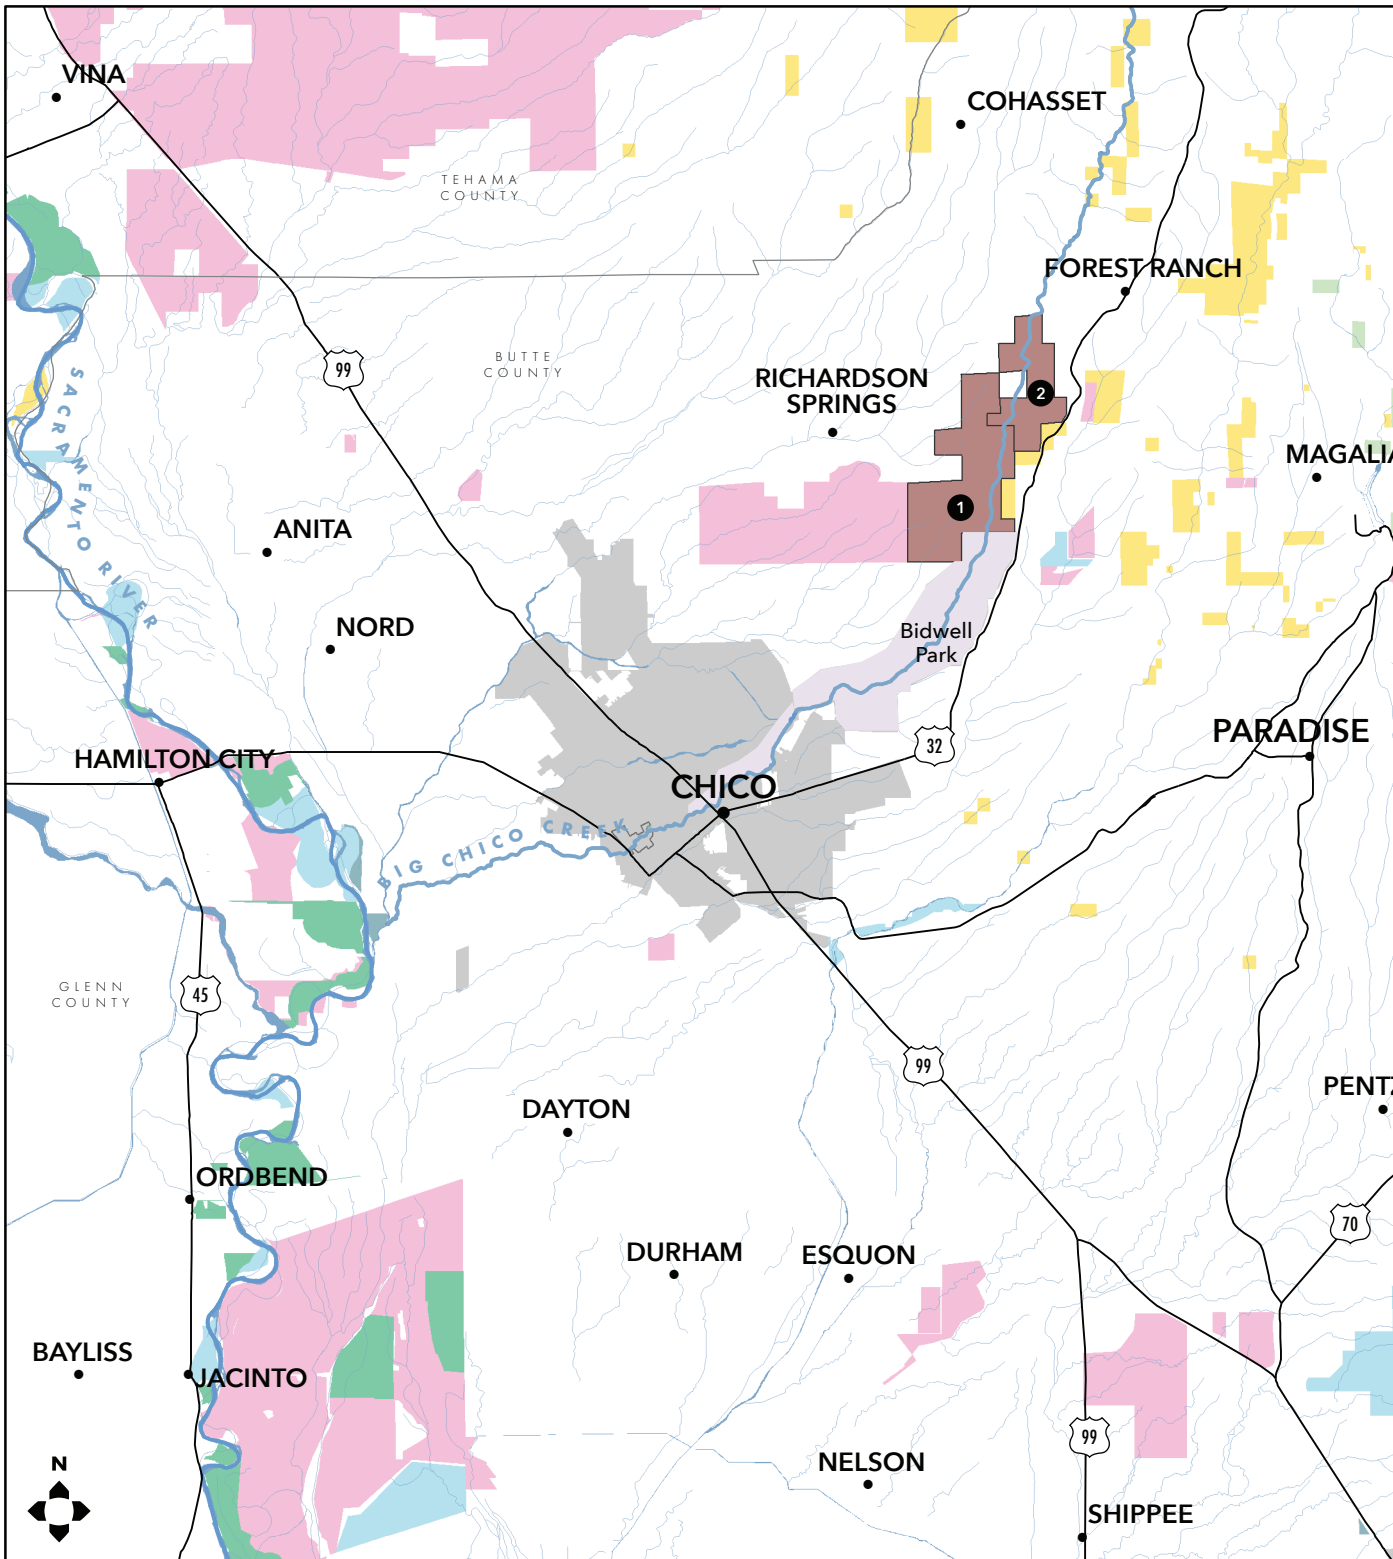 VINA
COHASSET
TEHAMA
COUNTY
FOREST RANCH
SACRAMENTO RIVER
99
BUTTE
COUNTY
RICHARDSON
SPRINGS
2
MAGALIA
1
ANITA
NORD
Bidwell
Park
HAMILTON CITY
32
PARADISE
CHICO
BIG CHICO CREEK
GLENN
COUNTY
45
99
DAYTON
PENTZ
ORDBEND
70
DURHAM
ESQUON
BAYLISS
JACINTO
99
N
NELSON
SHIPPEE